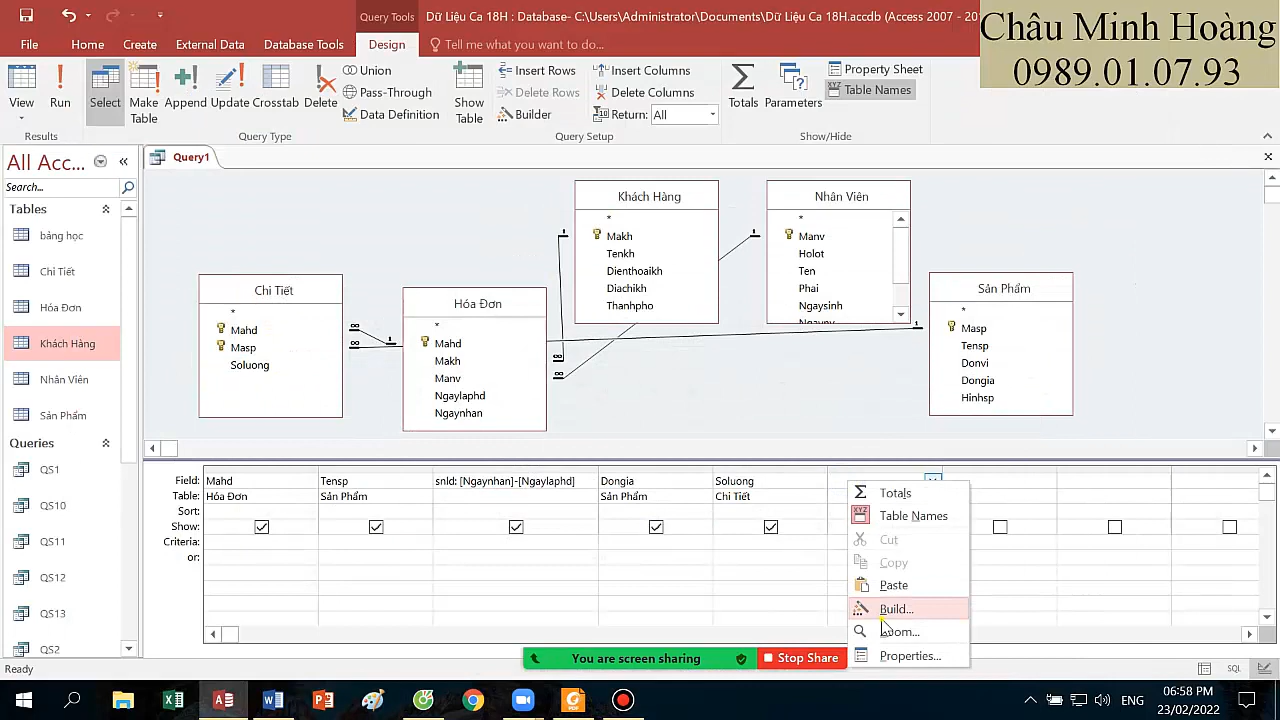 Query Tools
Dữ Liệu Ca 18H : Database- C:\Users\Administrator\Documents\Dữ Liệu Ca 18H.accdb (Access 2007 - 20
Châu Minh Hoàng
0989.01.07.93
File
Home
Create
External Data
Database Tools
Design
Tell me what you want to do...
View
Run
Select
Make Table
Append
Update
Crosstab
Delete
Union
Pass-Through
Data Definition
Show Table
Insert Rows
Delete Rows
Builder
Insert Columns
Delete Columns
Return: All
Totals
Parameters
Property Sheet
Table Names
Results
Query Type
Query Setup
Show/Hide
All Acc...
Search...
Tables
bảng học
Chi Tiết
Hóa Đơn
Khách Hàng
Nhân Viên
Sản Phẩm
Queries
QS1
QS10
QS11
QS12
QS13
QS2
Query1
Chi Tiết
*
Mahd
Masp
Soluong
Hóa Đơn
*
Mahd
Makh
Manv
Ngaylaphd
Ngaynhan
Khách Hàng
*
Makh
Tenkh
Dienthoaikh
Diachikh
Thanhpho
Nhân Viên
*
Manv
Holot
Ten
Phai
Ngaysinh
Sản Phẩm
*
Masp
Tensp
Donvi
Dongia
Hinhsp
Field: Mahd Tensp snld: [Ngaynhan]-[Ngaylaphd] Dongia Soluong
Table: Hóa Đơn Sản Phẩm Sản Phẩm Chi Tiết
Sort:
Show:
Criteria:
or:
Totals
Table Names
Cut
Copy
Paste
Build...
Properties...
You are screen sharing
Stop Share
Ready
SQL
ENG
06:58 PM
23/02/2022